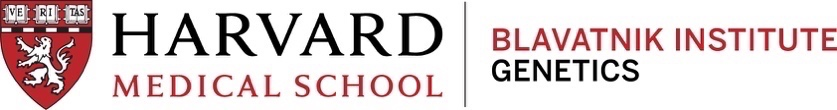 VE RI TAS
HARVARD
MEDICAL SCHOOL
BLAVATNIK INSTITUTE
GENETICS